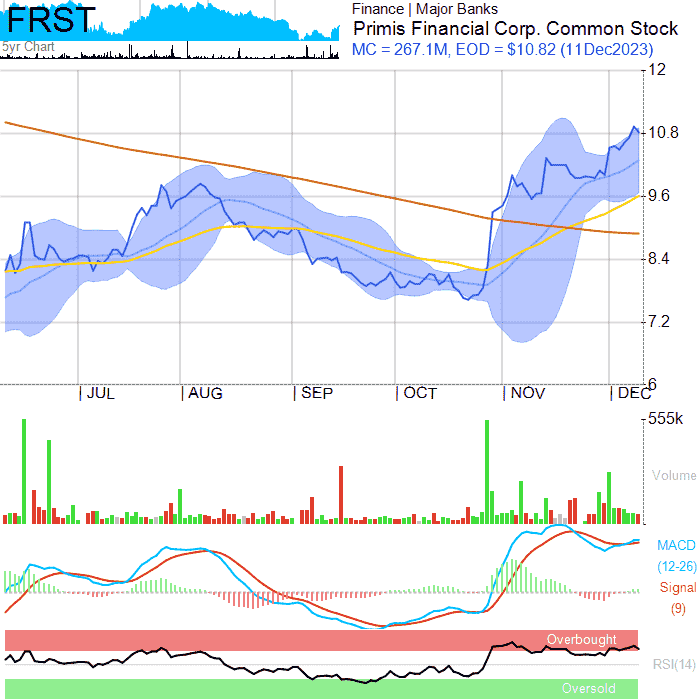 FRST
5yr Chart
Finance | Major Banks
Primis Financial Corp. Common Stock
MC = 267.1M, EOD = $10.82 (11Dec2023)
12
10.8
9.6
8.4
7.2
6
JUL
AUG
SEP
OCT
NOV
DEC
555k
Volume
MACD
(12-26)
Signal
(9)
Overbought
RSI(14)
Oversold